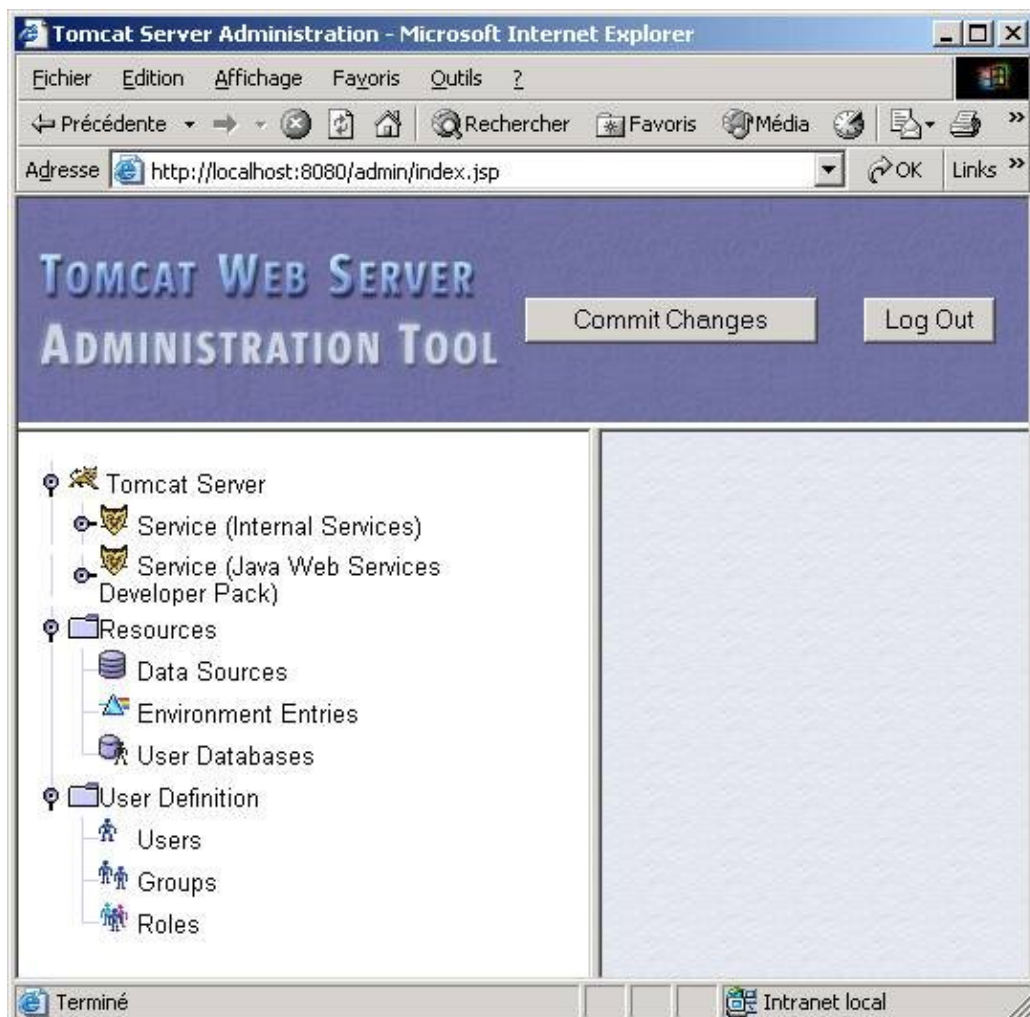 Tomcat Server Administration - Microsoft Internet Explorer
Fichier Edition Affichage Favoris Outils ?
Précédente Rechercher Favoris Média »
Adresse http://localhost:8080/admin/index.jsp OK Links »
TOMCAT WEB SERVER
ADMINISTRATION TOOL
Commit Changes Log Out
Tomcat Server
Service (Internal Services)
Service (Java Web Services
Developer Pack)
Resources
Data Sources
Environment Entries
User Databases
User Definition
Users
Groups
Roles
Terminé Intranet local